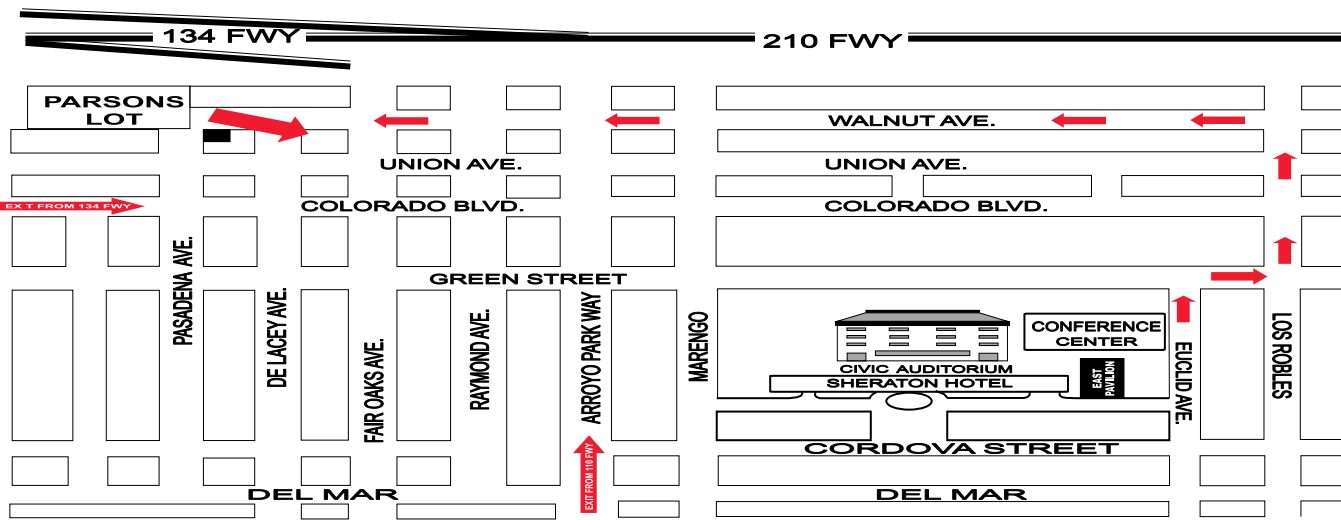 134 FWY
210 FWY
PARSONS
LOT
WALNUT AVE.
UNION AVE.
UNION AVE.
EX T FROM 134 FWY
COLORADO BLVD.
COLORADO BLVD.
PASADENA AVE.
GREEN STREET
DE LACEY AVE.
FAIR OAKS AVE.
RAYMOND AVE.
ARROYO PARK WAY
MARENGO
CONFERENCE
CENTER
CIVIC AUDITORIUM
SHERATON HOTEL
EAST
PAVILION
EUCLID AVE.
LOS ROBLES
CORDOVA STREET
EXIT FROM 110 FWY
DEL MAR
DEL MAR